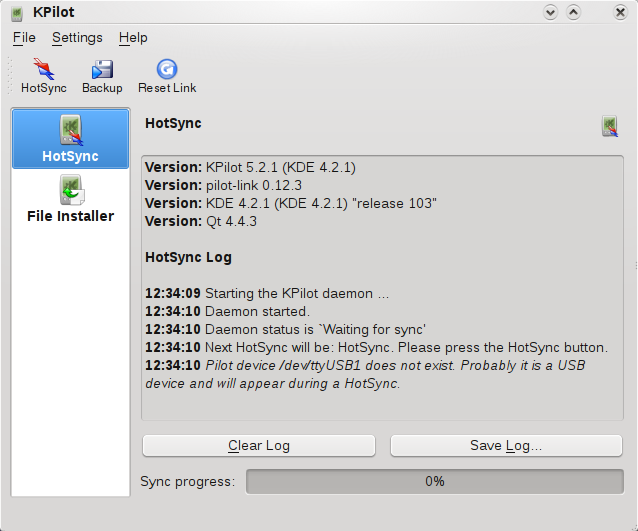 KPilot
File Settings Help
HotSync Backup Reset Link
HotSync
File Installer
HotSync
Version: KPilot 5.2.1 (KDE 4.2.1)
Version: pilot-link 0.12.3
Version: KDE 4.2.1 (KDE 4.2.1) "release 103"
Version: Qt 4.4.3
HotSync Log
12:34:09 Starting the KPilot daemon ...
12:34:10 Daemon started.
12:34:10 Daemon status is `Waiting for sync'
12:34:10 Next HotSync will be: HotSync. Please press the HotSync button.
12:34:10 Pilot device /dev/ttyUSB1 does not exist. Probably it is a USB
device and will appear during a HotSync.
Clear Log Save Log...
Sync progress: 0%